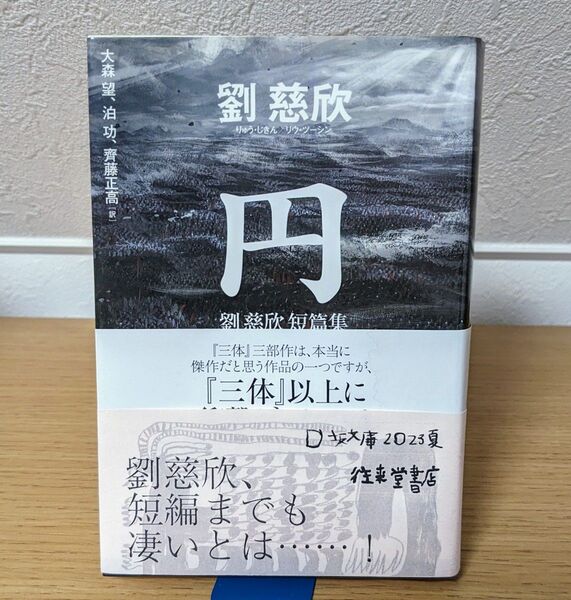 大森 望、泊 功、齊藤正高[訳]
劉 慈欣
りゅう・じきん／リウ・ツーシン
円
劉 慈欣 短篇集
『三体』三部作は、本当に
傑作だと思う作品の一つですが、
『三体』以上に
D坂文庫2023夏
往来堂書店
劉慈欣、
短編までも
凄いとは……！